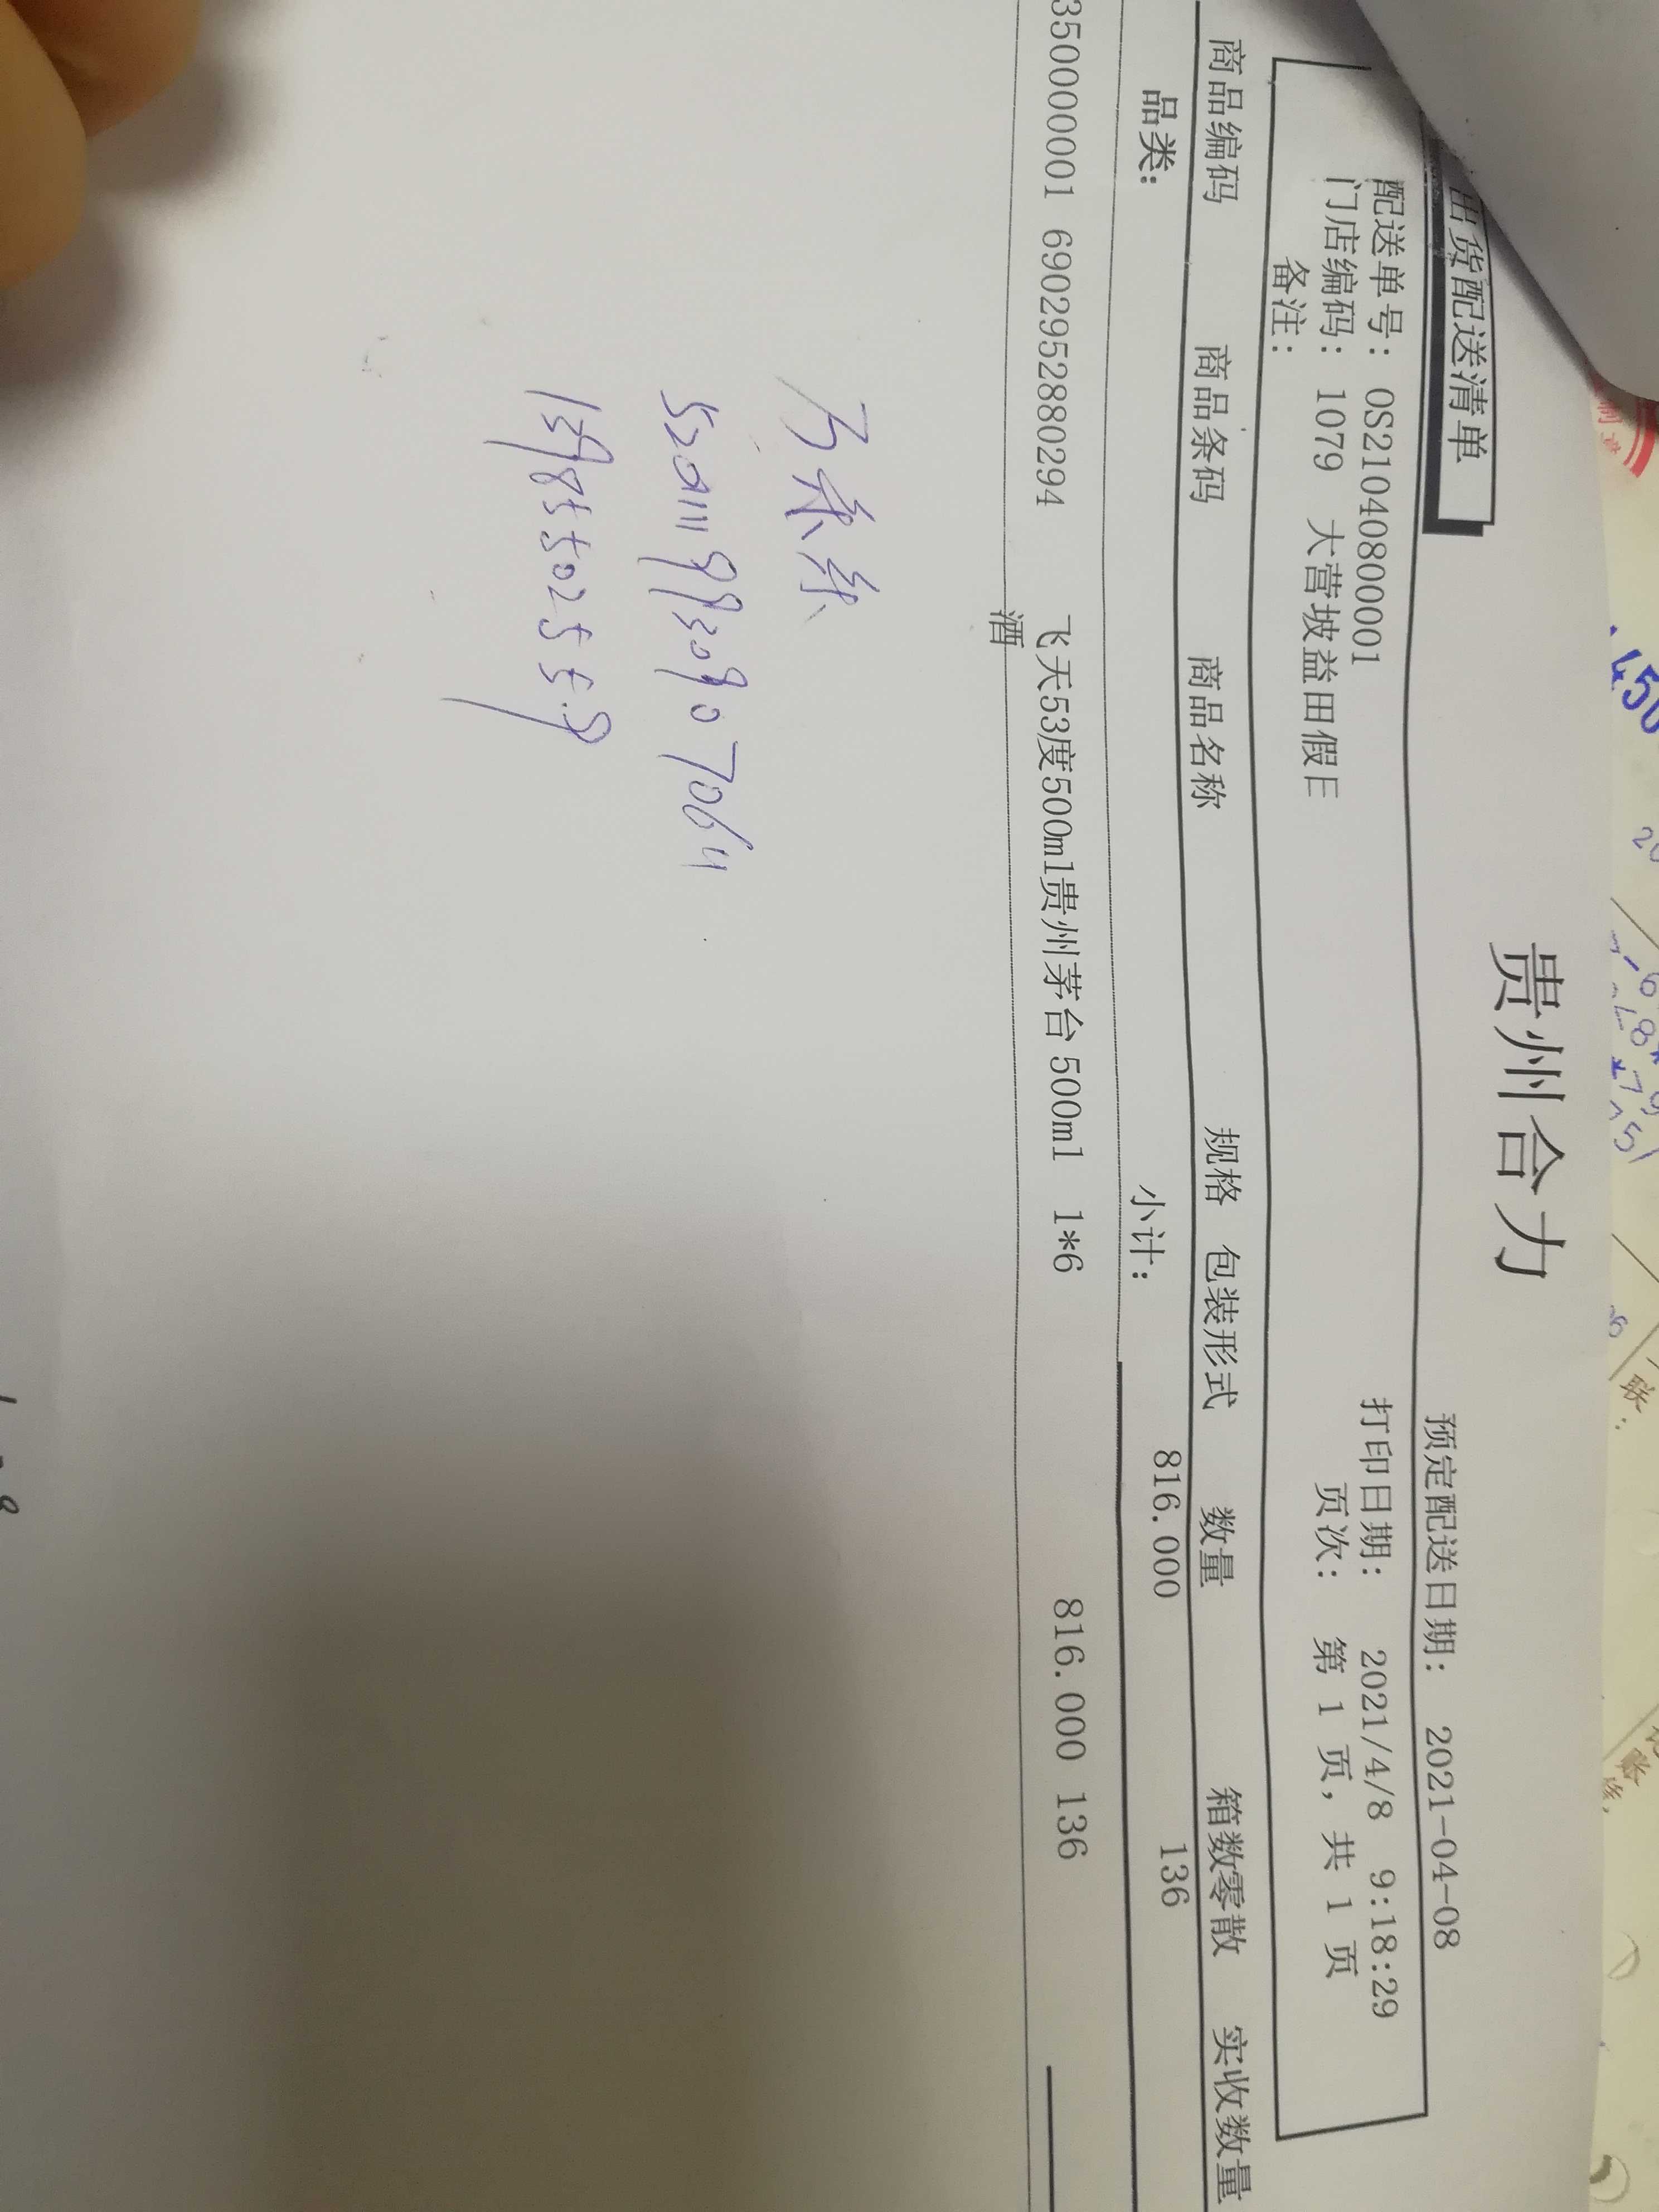 贵州合力
出货配送清单
预定配送日期: 2021-04-08
配送单号: OS2104080001 打印日期: 2021/4/8 9:18:29
门店编码: 1079 大营坡益田假日 页次: 第 1 页, 共 1 页
备注:
商品编码 商品条码 商品名称 规格 包装形式 数量 箱数零散 实收数量
品类: 小计: 816.000 136
35000001 6902952880294 飞天53度500ml贵州茅台 500ml 1*6 816.000 136
酒
13985502559